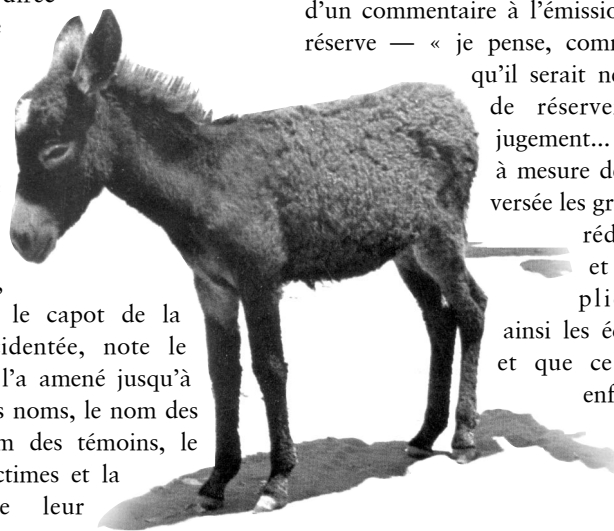 le capot de la
identée, note le
l’a amené jusqu’à
s noms, le nom des
m des témoins, le
ctimes et la
e leur
d’un commentaire à l’émissio
réserve — « je pense, com
qu’il serait n
de réserve
jugement...
à mesure d
versée les gr
réd
et
pli
ainsi les é
et que ce
enf